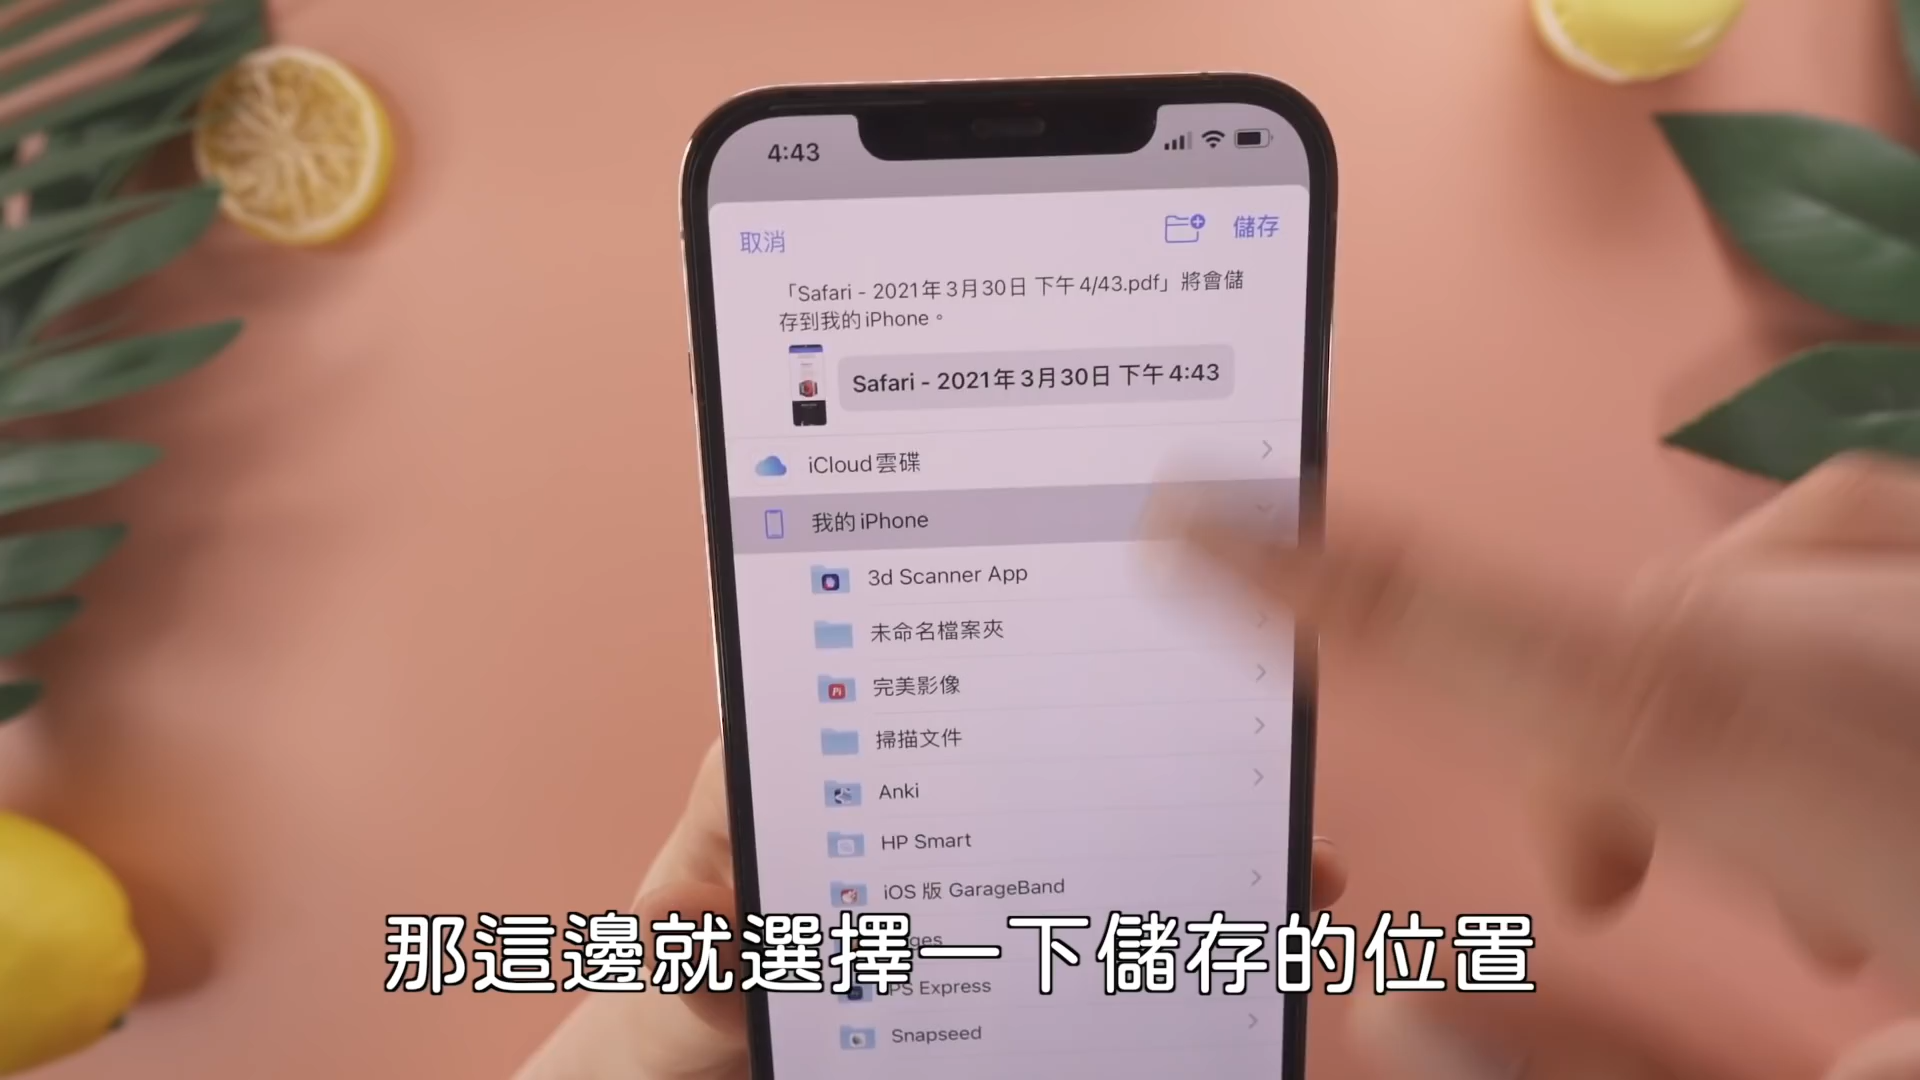 4:43
取消
儲存
「Safari - 2021年3月30日 下午4/43.pdf」將會儲
存到我的iPhone。
Safari - 2021年3月30日 下午4:43
iCloud雲碟
我的iPhone
3d Scanner App
未命名檔案夾
完美影像
Pi
掃描文件
Anki
HP Smart
iOS 版 GarageBand
那這邊就選擇一下儲存的位置
PS Express
Snapseed